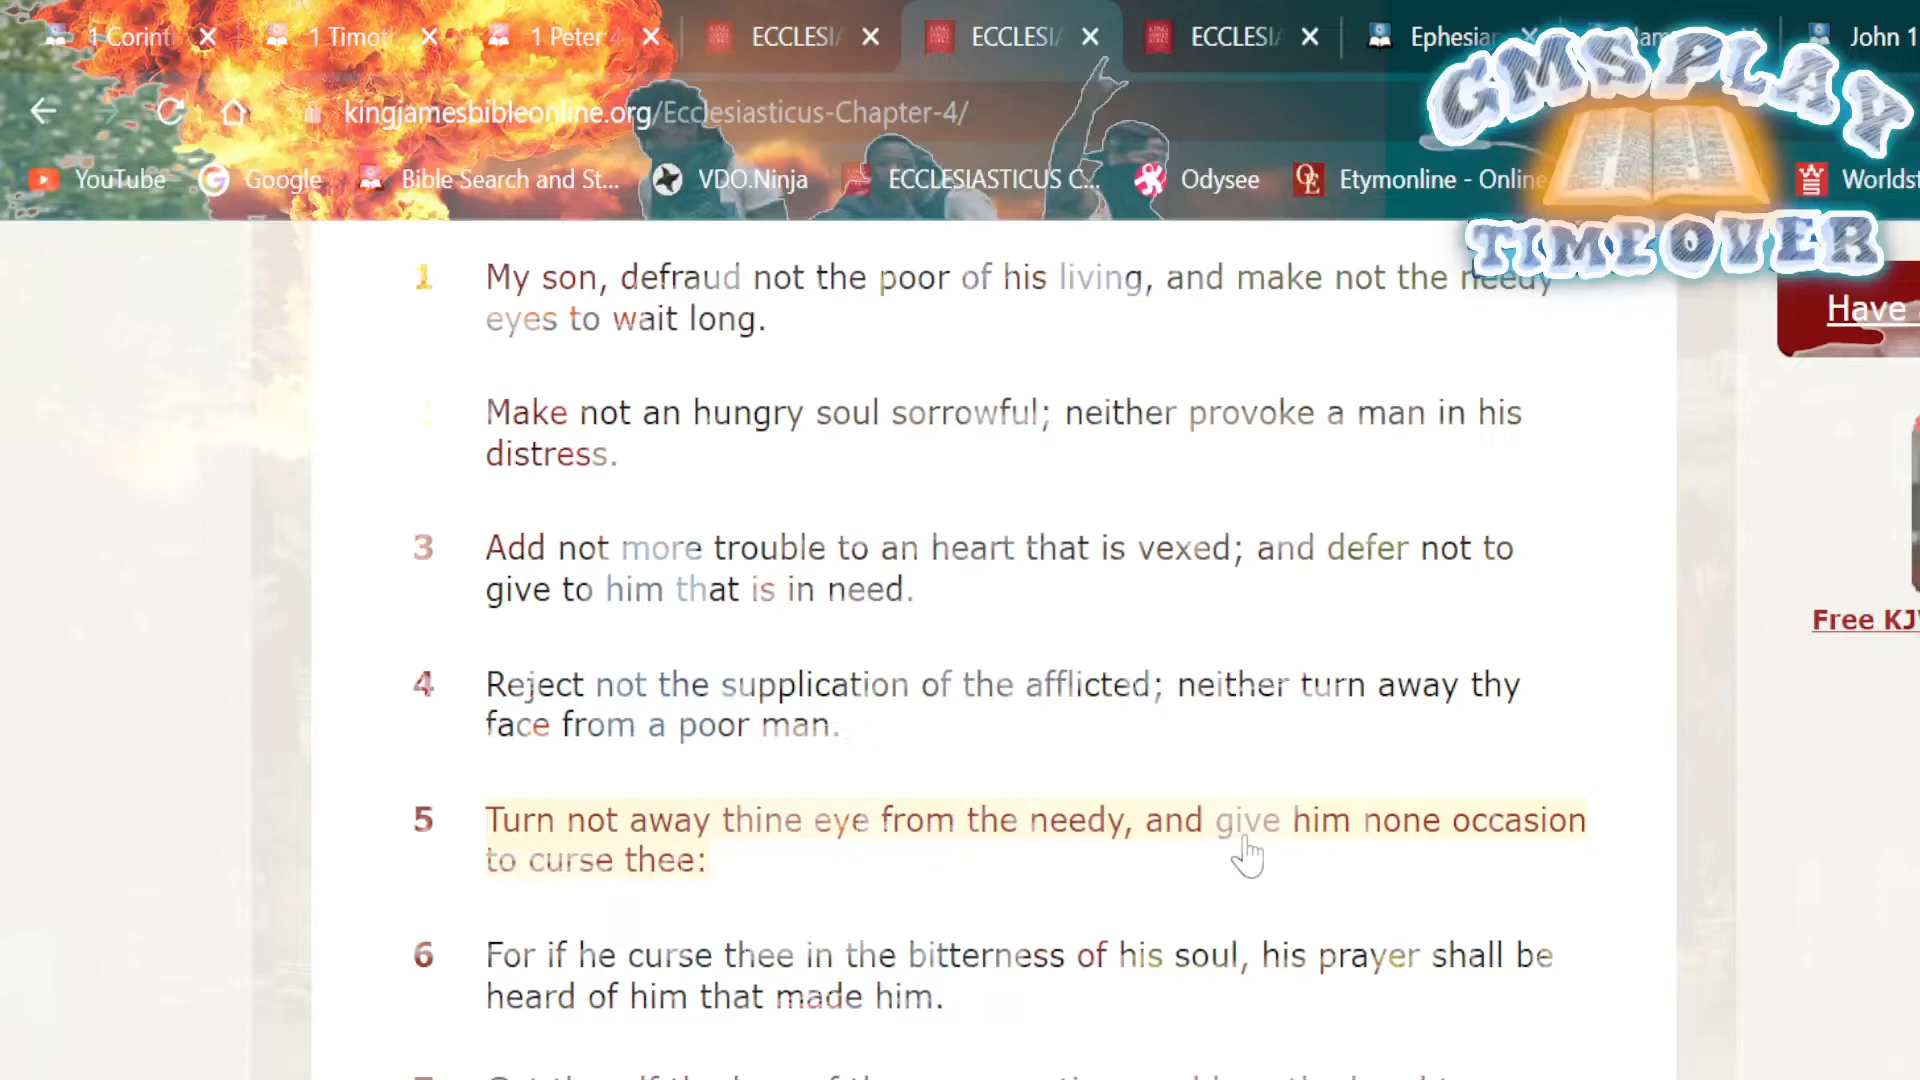 1 Corint
1 Timot
1 Peter 4
ECCLESIA
ECCLESIA
ECCLESIA
Ephesian
John 1
kingjamesbibleonline.org/Ecclesiasticus-Chapter-4/
YouTube
Google
Bible Search and St...
VDO.Ninja
ECCLESIASTICUS C...
Odysee
Etymonline - Online
Worldst
GMS PLAY
TIME OVER
Have
1 My son, defraud not the poor of his living, and make not the needy
eyes to wait long.
Make not an hungry soul sorrowful; neither provoke a man in his
distress.
3 Add not more trouble to an heart that is vexed; and defer not to
give to him that is in need.
Free KJV
4 Reject not the supplication of the afflicted; neither turn away thy
face from a poor man.
5 Turn not away thine eye from the needy, and give him none occasion
to curse thee:
6 For if he curse thee in the bitterness of his soul, his prayer shall be
heard of him that made him.